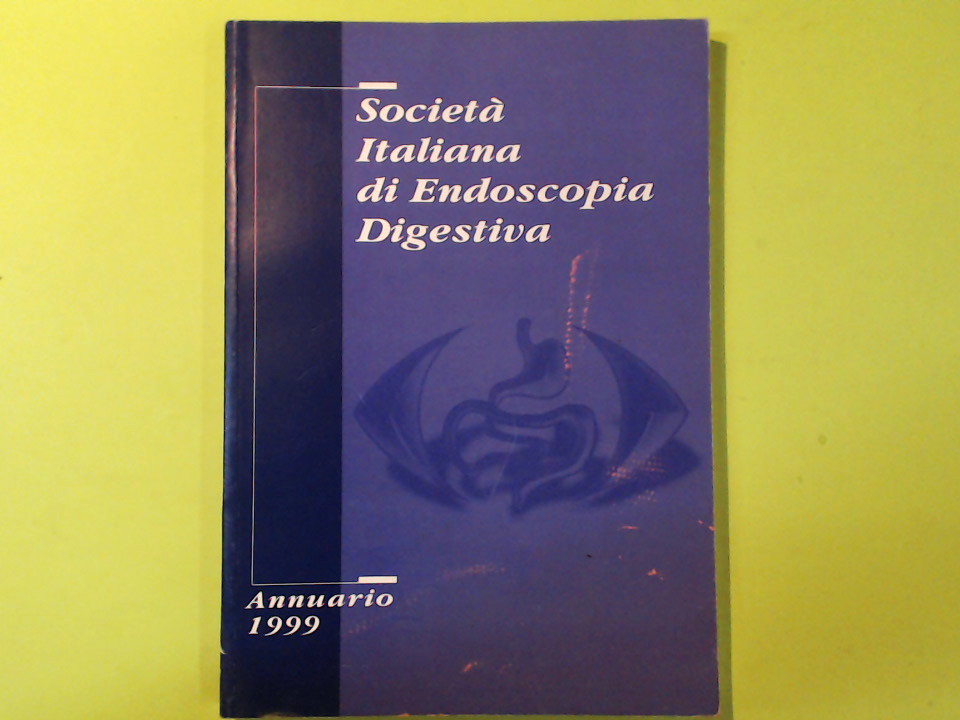 Società
Italiana
di Endoscopia
Digestiva
Annuario
1999